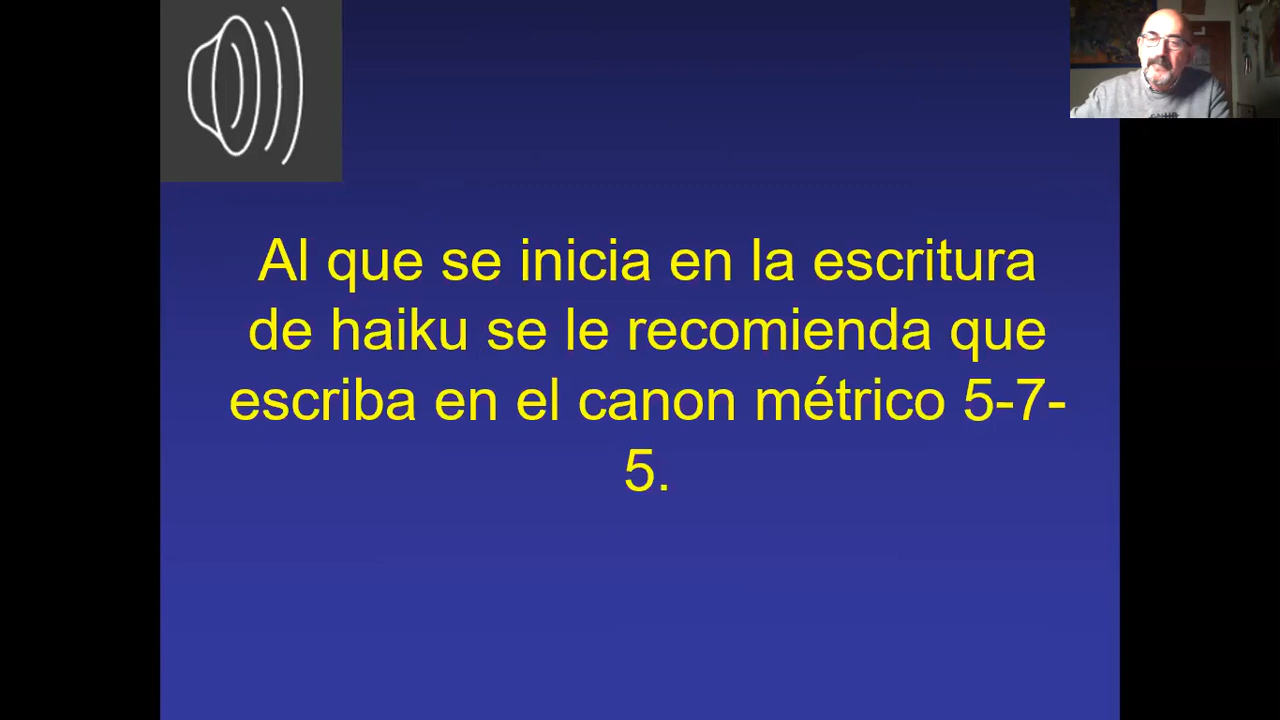 Al que se inicia en la escritura
de haiku se le recomienda que
escriba en el canon métrico 5-7-
5.